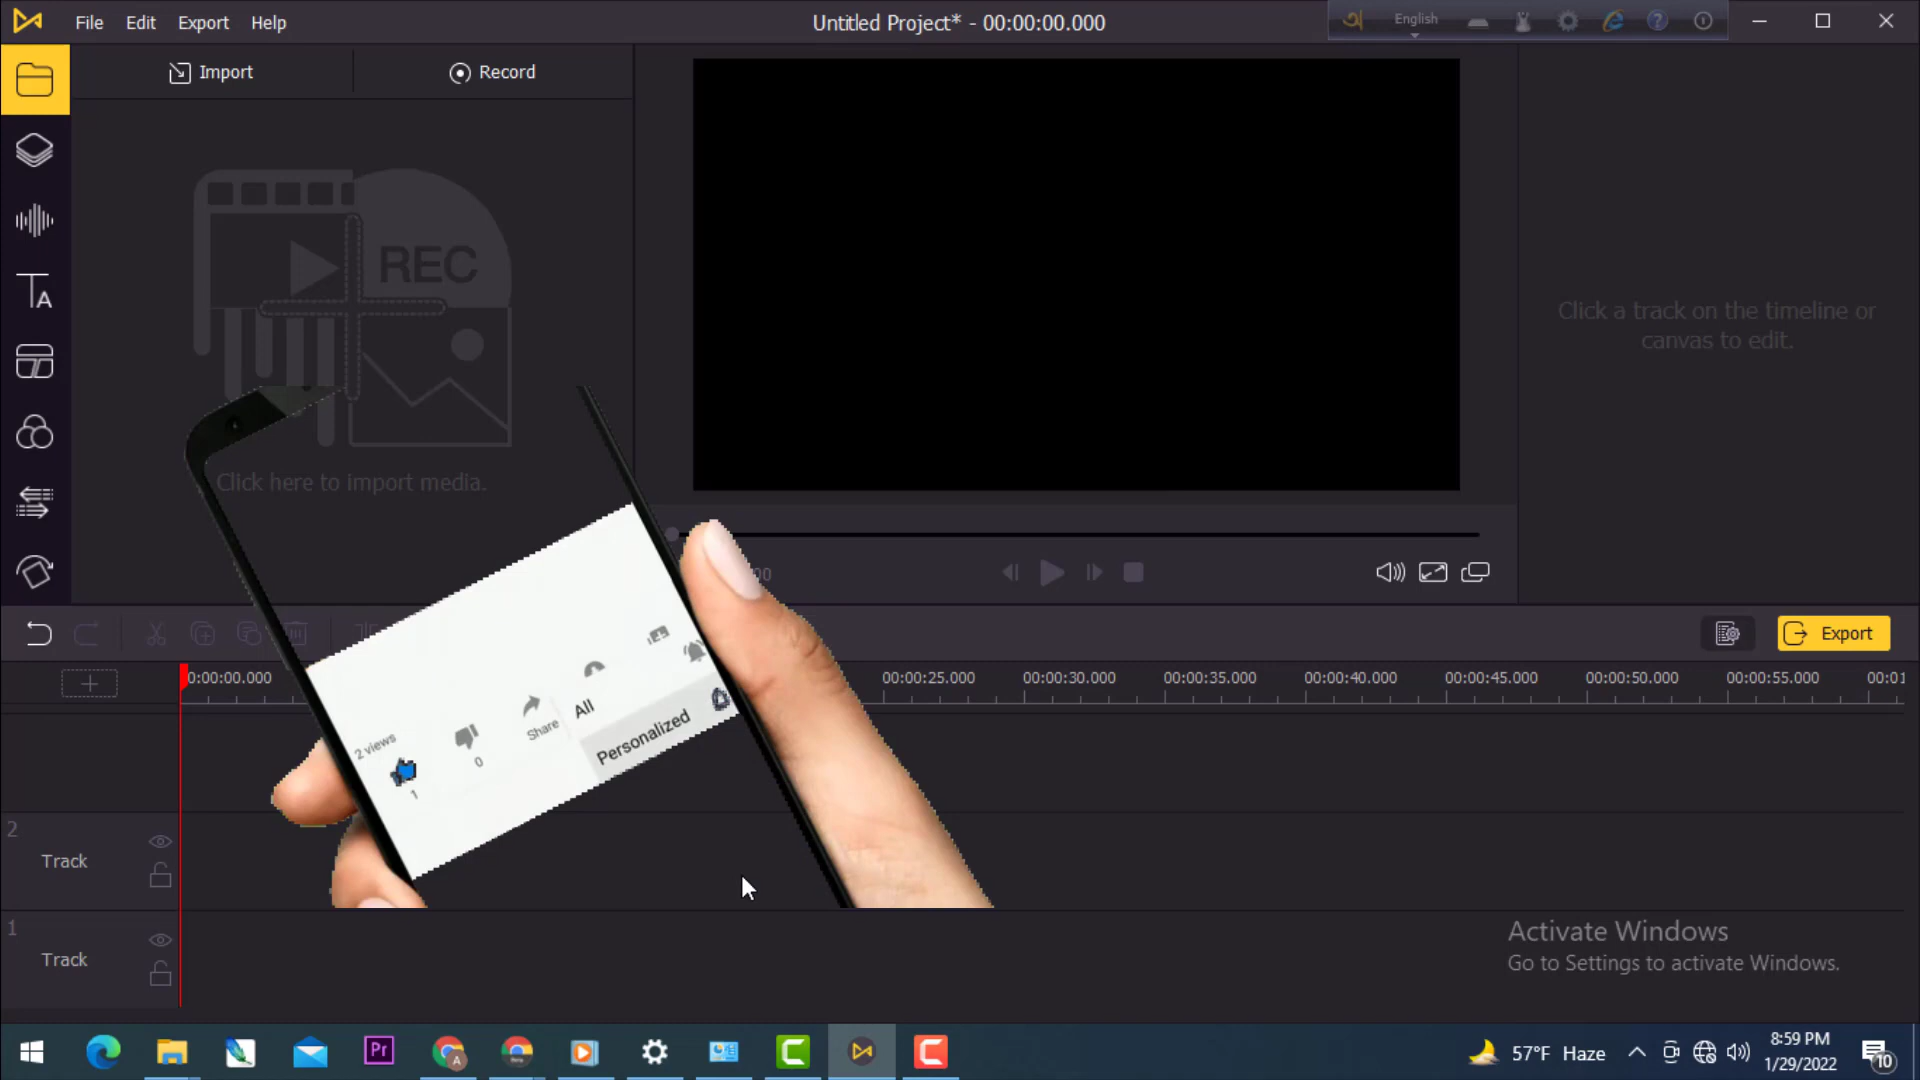 File Edit Export Help
Untitled Project* - 00:00:00.000
English
Import
Record
REC
Click here to import media.
Click a track on the timeline or
canvas to edit.
00
Export
0:00:00.000
00:00:25.000 00:00:30.000 00:00:35.000 00:00:40.000 00:00:45.000 00:00:50.000 00:00:55.000 00:01
2 views
1
0
Share
All
Personalized
2
Track
1
Track
Activate Windows
Go to Settings to activate Windows.
Pr
57°F Haze
8:59 PM
1/29/2022
10